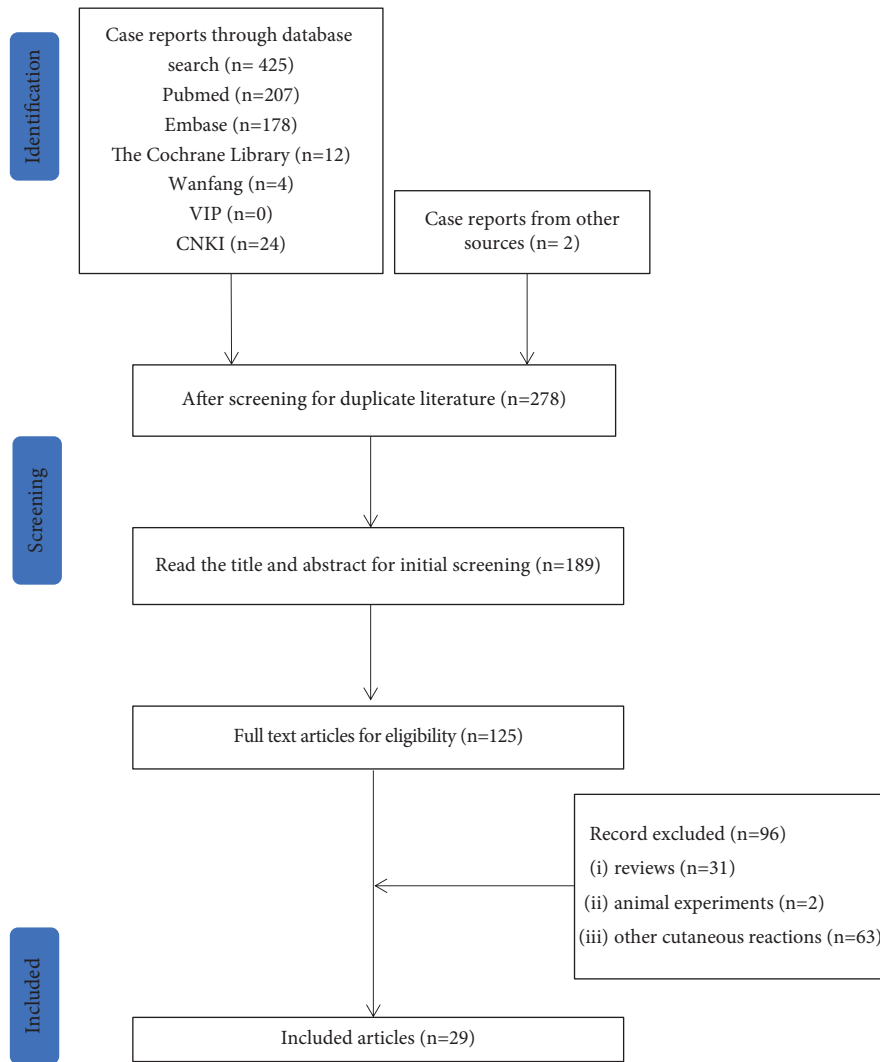 Identification
Case reports through database
search (n= 425)
Pubmed (n=207)
Embase (n=178)
The Cochrane Library (n=12)
Wanfang (n=4)
VIP (n=0)
CNKI (n=24)
Case reports from other
sources (n= 2)
After screening for duplicate literature (n=278)
Screening
Read the title and abstract for initial screening (n=189)
Full text articles for eligibility (n=125)
Record excluded (n=96)
(i) reviews (n=31)
(ii) animal experiments (n=2)
(iii) other cutaneous reactions (n=63)
Included
Included articles (n=29)